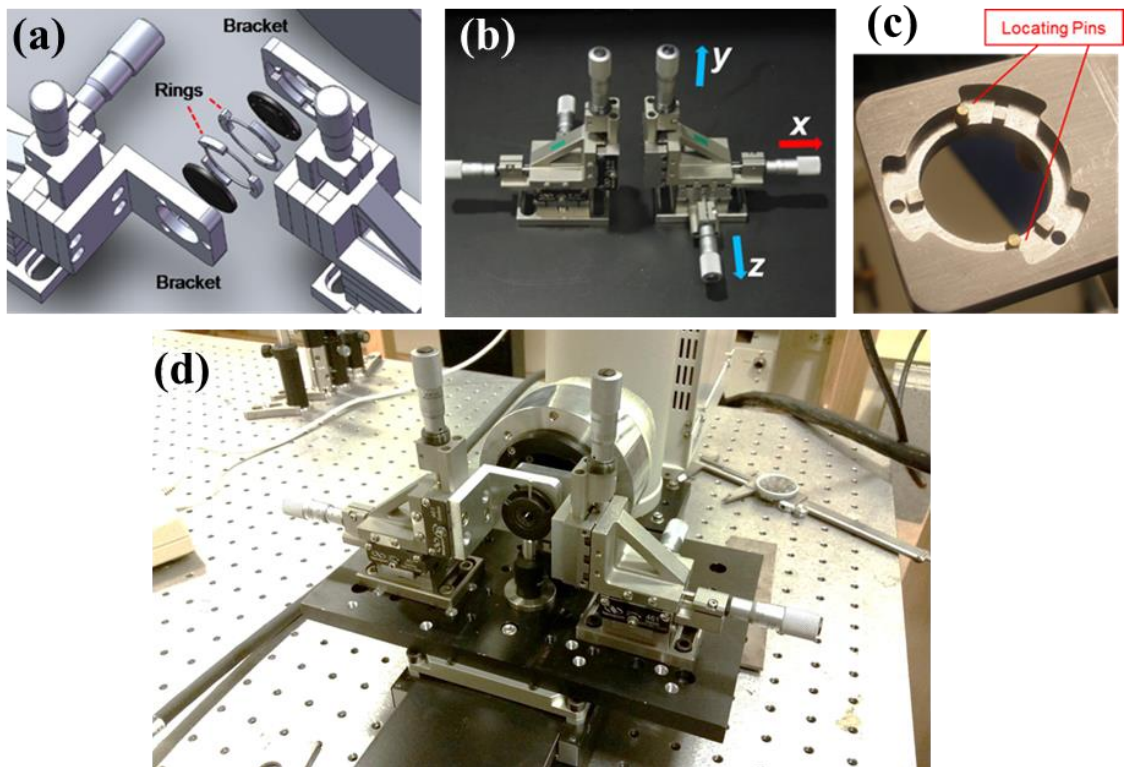 (a)
Bracket
Rings
Bracket
(b)
y
x
z
(c)
Locating Pins
(d)